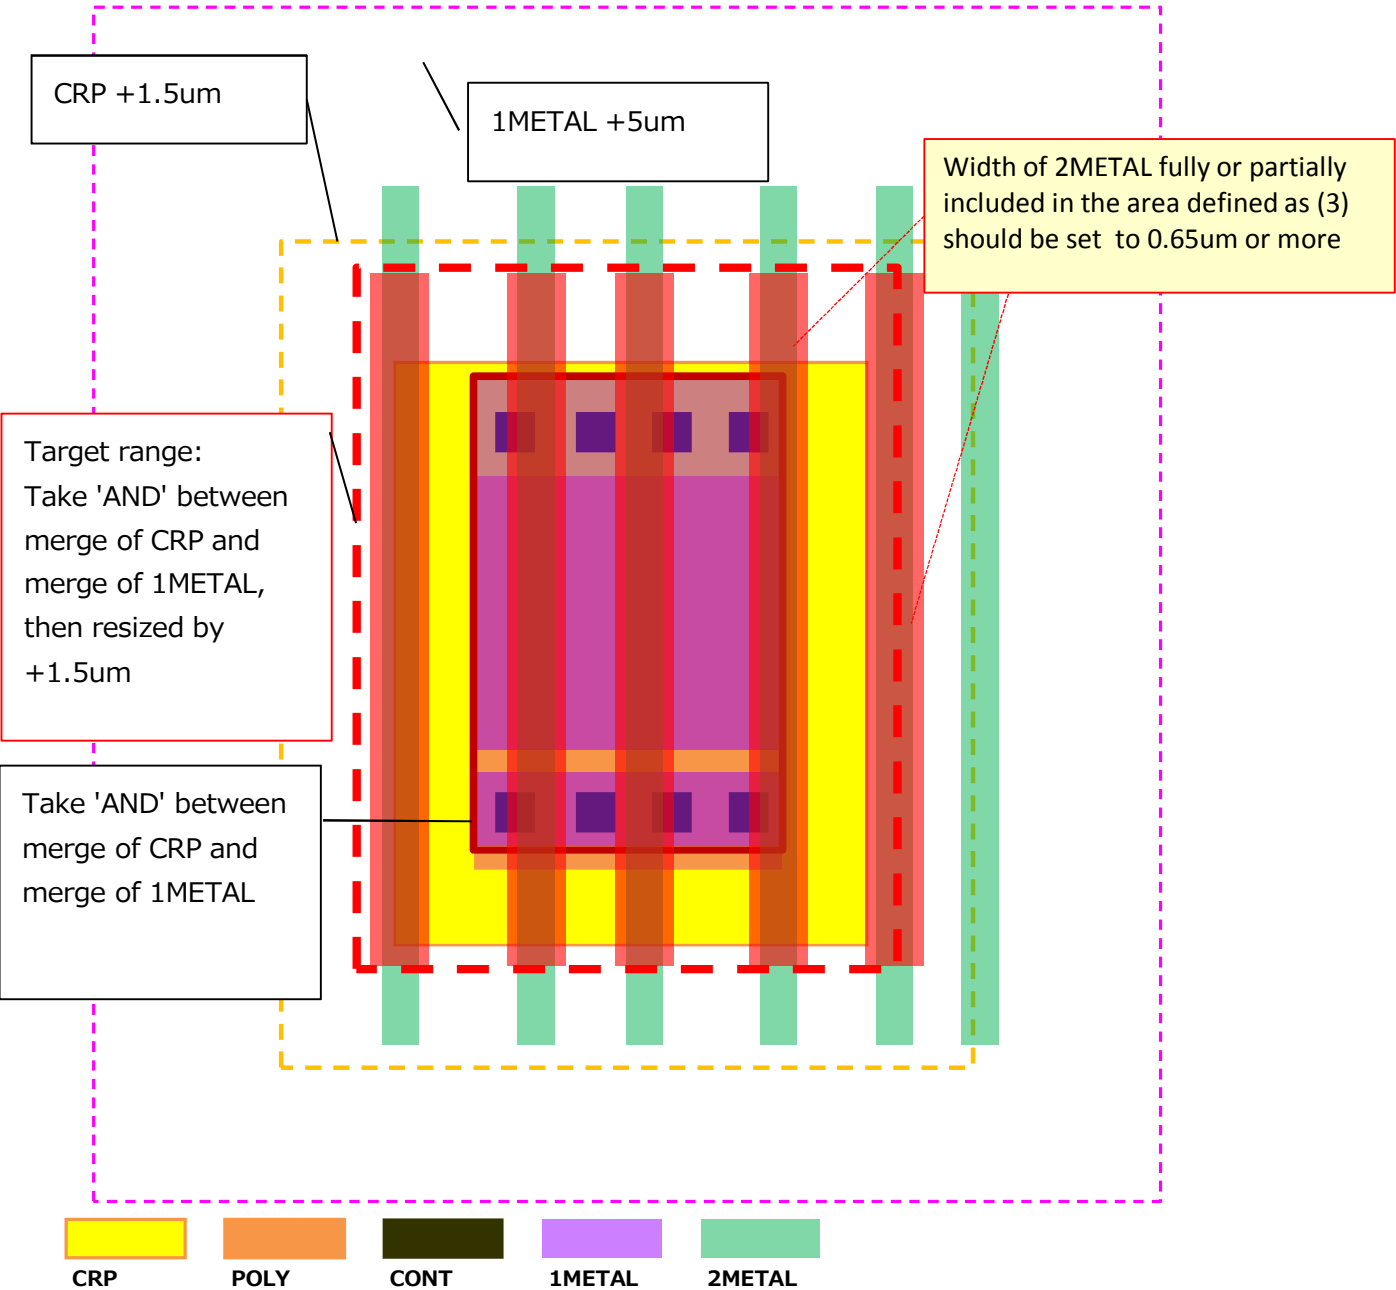 CRP +1.5um
1METAL +5um
Width of 2METAL fully or partially
included in the area defined as (3)
should be set  to 0.65um or more
Target range:
Take 'AND' between
merge of CRP and
merge of 1METAL,
then resized by
+1.5um
Take 'AND' between
merge of CRP and
merge of 1METAL
CRP
POLY
CONT
1METAL
2METAL